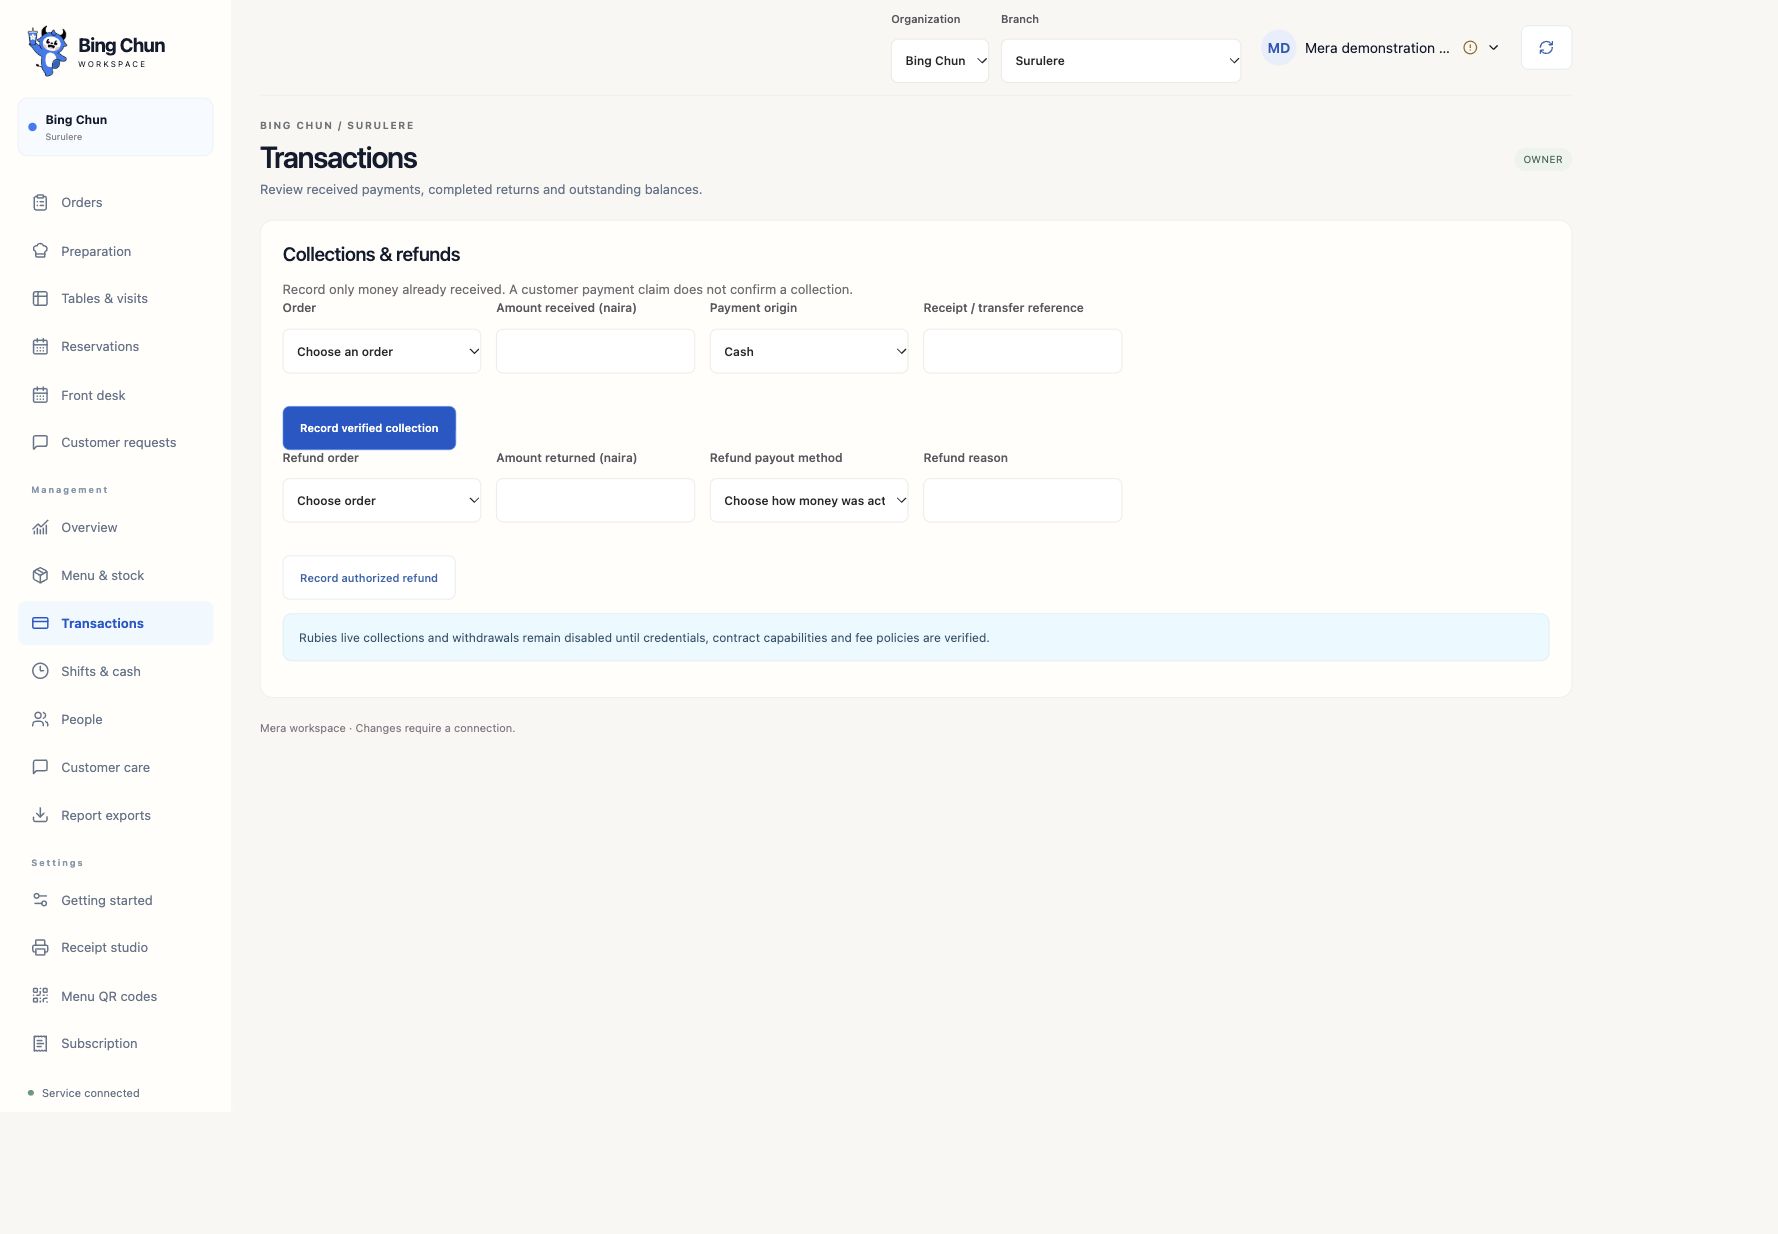 Bing Chun
WORKSPACE
Bing Chun
Surulere
Orders
Preparation
Tables & visits
Reservations
Front desk
Customer requests
Management
Overview
Menu & stock
Transactions
Shifts & cash
People
Customer care
Report exports
Settings
Getting started
Receipt studio
Menu QR codes
Subscription
Service connected
Organization
Branch
Bing Chun
Surulere
MD
Mera demonstration ...
BING CHUN / SURULERE
Transactions
OWNER
Review received payments, completed returns and outstanding balances.
Collections & refunds
Record only money already received. A customer payment claim does not confirm a collection.
Order
Amount received (naira)
Payment origin
Receipt / transfer reference
Choose an order
Cash
Record verified collection
Refund order
Amount returned (naira)
Refund payout method
Refund reason
Choose order
Choose how money was act
Record authorized refund
Rubies live collections and withdrawals remain disabled until credentials, contract capabilities and fee policies are verified.
Mera workspace · Changes require a connection.